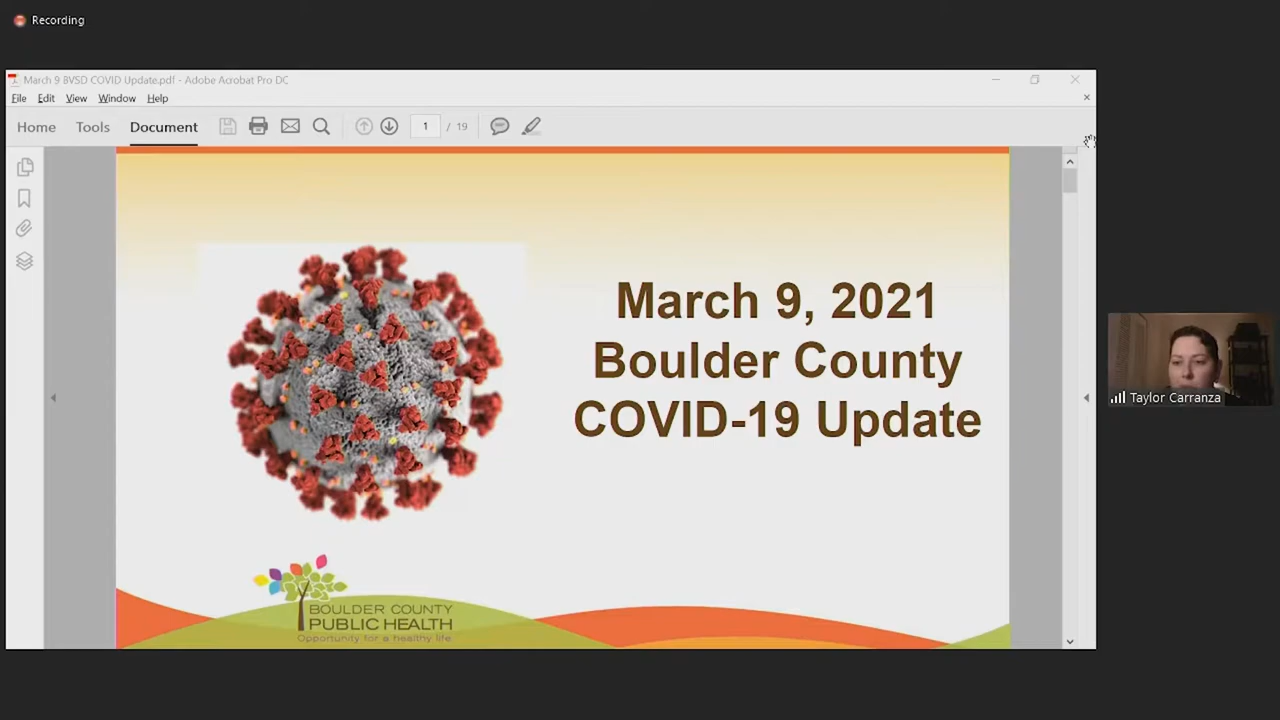 Recording
March 9 BVSD COVID Update.pdf - Adobe Acrobat Pro DC
File Edit View Window Help
Home Tools Document 1 / 19
March 9, 2021
Boulder County
COVID-19 Update
Taylor Carranza
BOULDER COUNTY
PUBLIC HEALTH
Opportunity for a healthy life